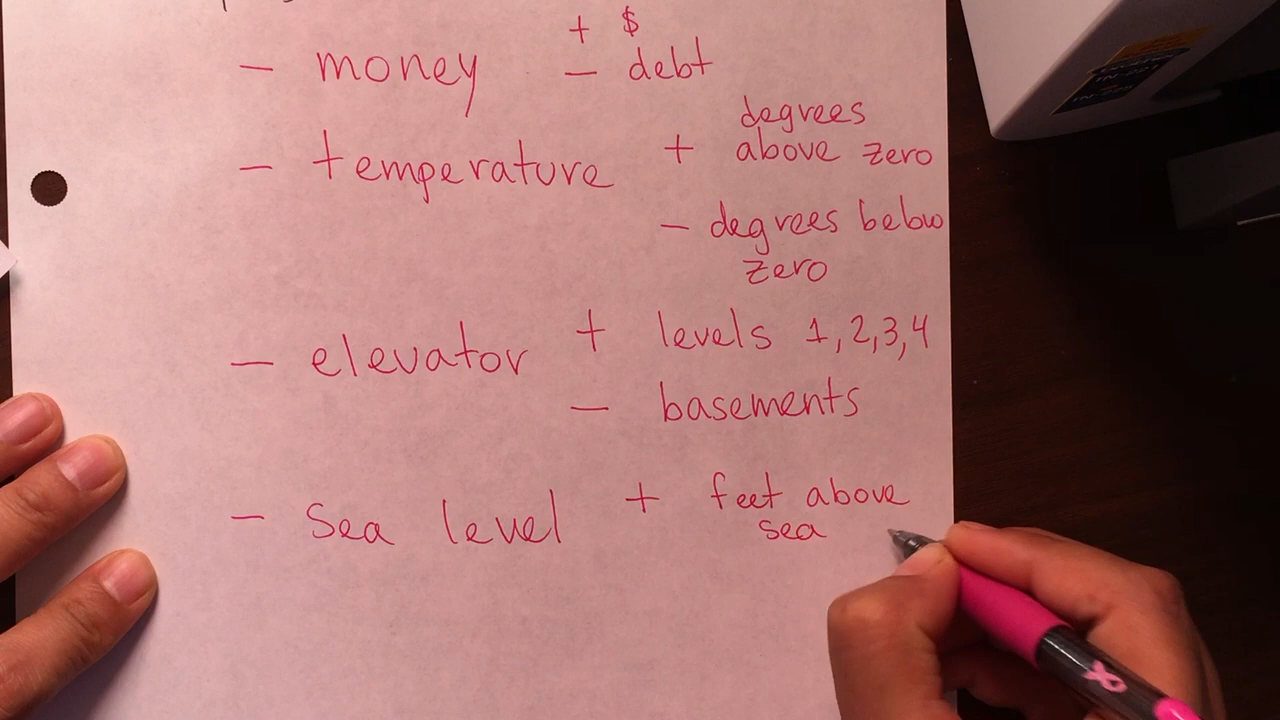 + $
- money - debt
degrees
- temperature + above zero
- degrees below
zero
+ levels 1, 2, 3, 4
- elevator
- basements
- sea level + feet above
sea